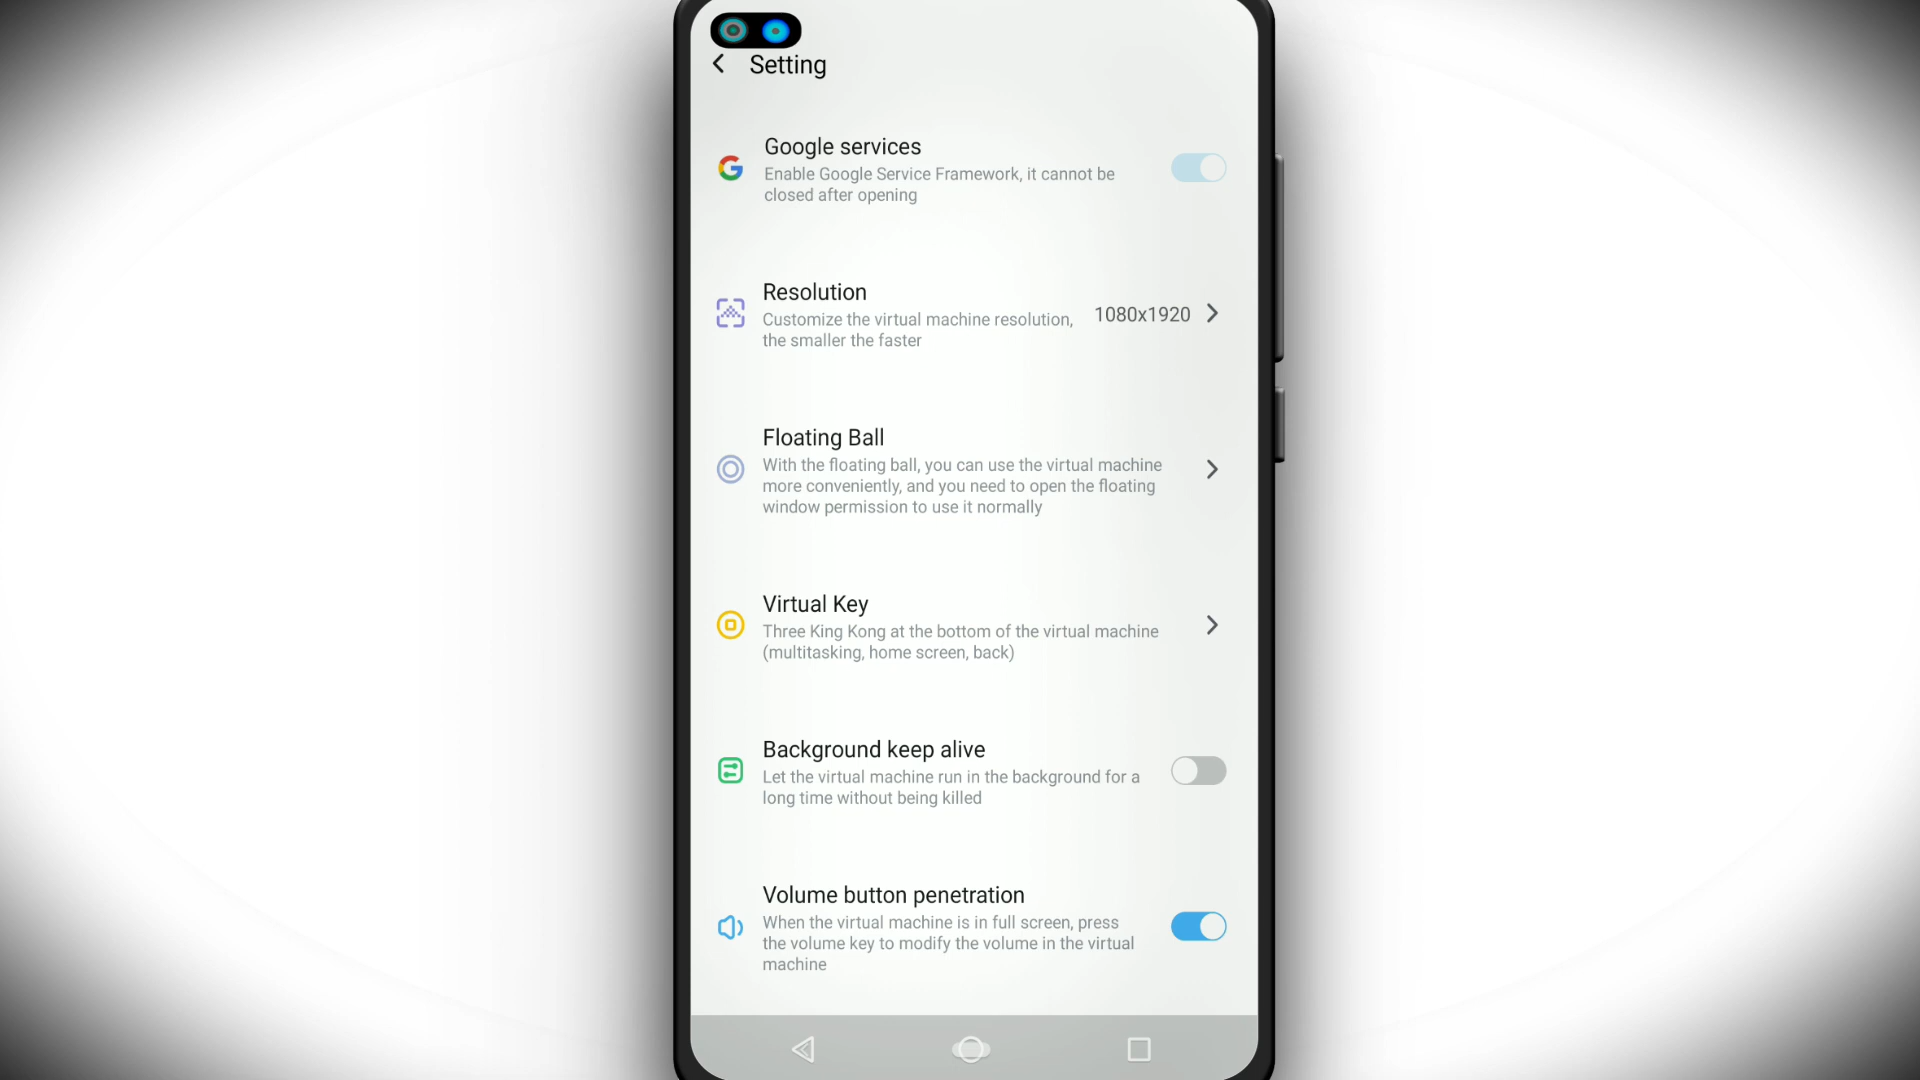 Setting
Google services
Enable Google Service Framework, it cannot be
closed after opening
Resolution
Customize the virtual machine resolution,
the smaller the faster
1080x1920
Floating Ball
With the floating ball, you can use the virtual machine
more conveniently, and you need to open the floating
window permission to use it normally
Virtual Key
Three King Kong at the bottom of the virtual machine
(multitasking, home screen, back)
Background keep alive
Let the virtual machine run in the background for a
long time without being killed
Volume button penetration
When the virtual machine is in full screen, press
the volume key to modify the volume in the virtual
machine